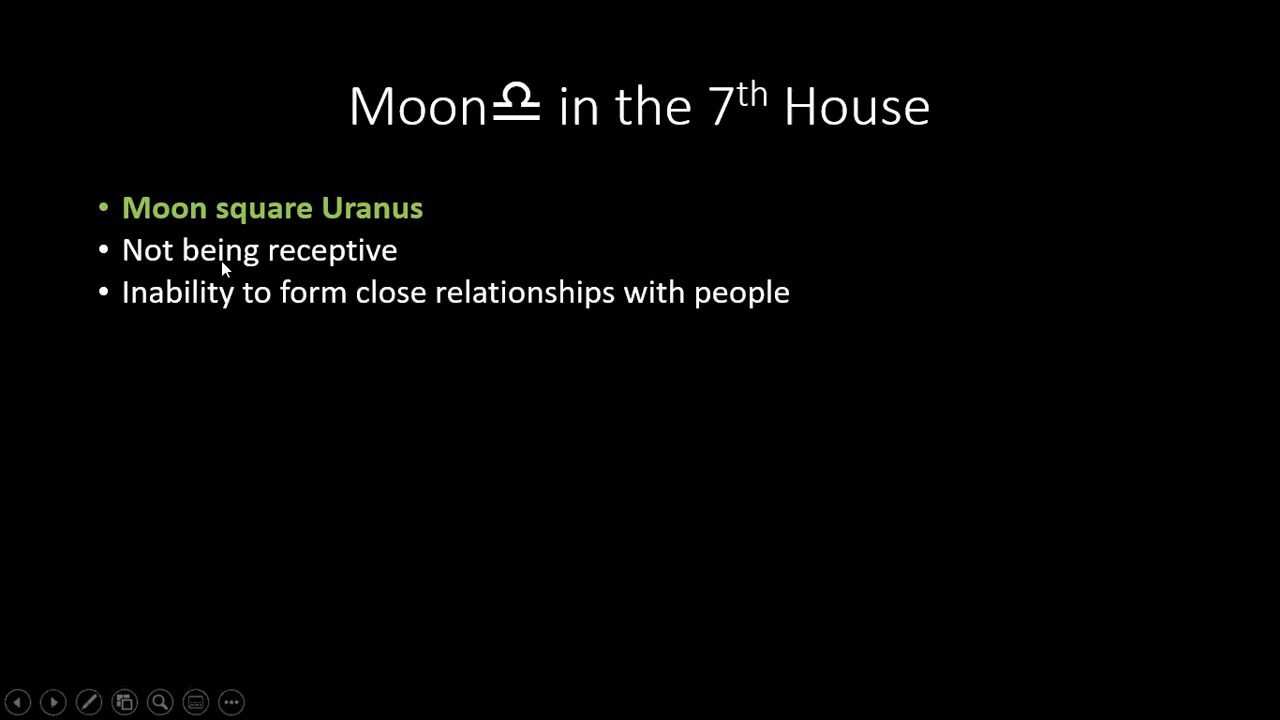 Moon♎ in the 7th House
• Moon square Uranus
• Not being receptive
• Inability to form close relationships with people